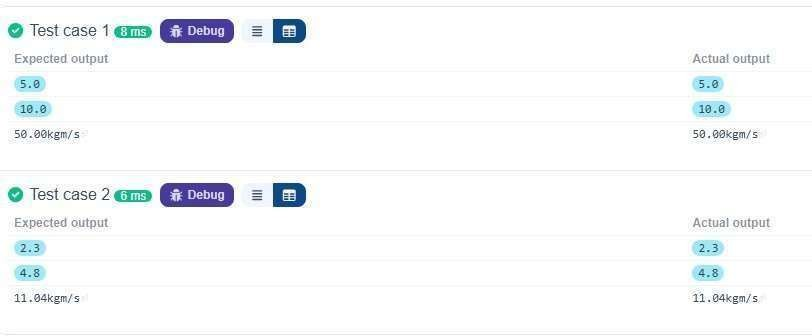 Test case 1 8 ms Debug
Expected output Actual output
5.0 5.0
10.0 10.0
50.00kgm/s 50.00kgm/s
Test case 2 6 ms Debug
Expected output Actual output
2.3 2.3
4.8 4.8
11.04kgm/s 11.04kgm/s